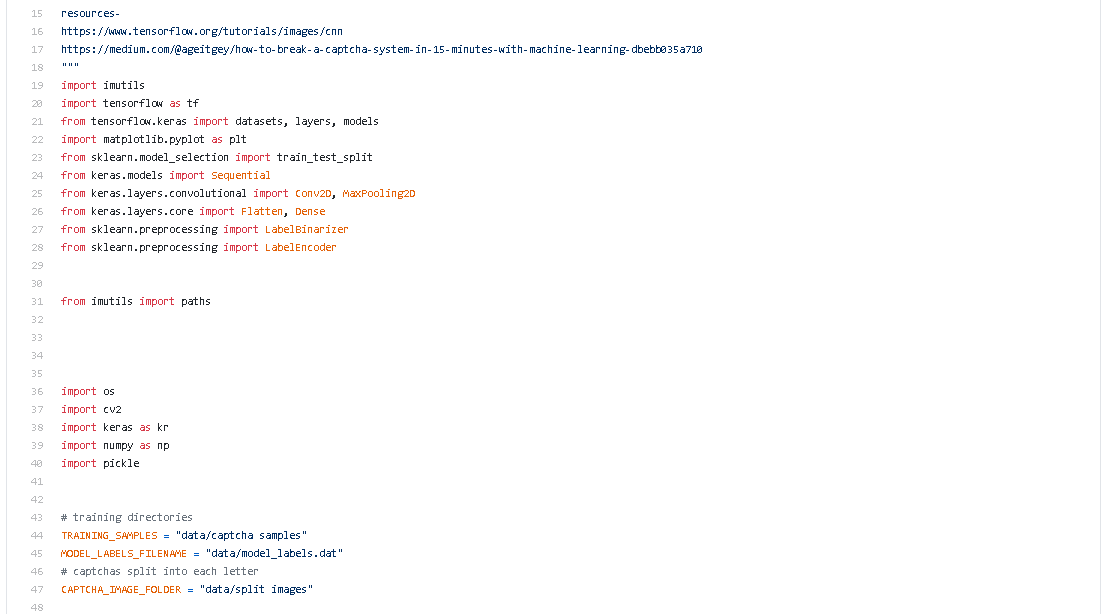 15 resources-
16 https://www.tensorflow.org/tutorials/images/cnn
17 https://medium.com/@ageitgey/how-to-break-a-captcha-system-in-15-minutes-with-machine-learning-dbebb035a710
18 """
19 import imutils
20 import tensorflow as tf
21 from tensorflow.keras import datasets, layers, models
22 import matplotlib.pyplot as plt
23 from sklearn.model_selection import train_test_split
24 from keras.models import Sequential
25 from keras.layers.convolutional import Conv2D, MaxPooling2D
26 from keras.layers.core import Flatten, Dense
27 from sklearn.preprocessing import LabelBinarizer
28 from sklearn.preprocessing import LabelEncoder
29
30
31 from imutils import paths
32
33
34
35
36 import os
37 import cv2
38 import keras as kr
39 import numpy as np
40 import pickle
41
42
43 # training directories
44 TRAINING_SAMPLES = "data/captcha samples"
45 MODEL_LABELS_FILENAME = "data/model_labels.dat"
46 # captchas split into each letter
47 CAPTCHA_IMAGE_FOLDER = "data/split images"
48